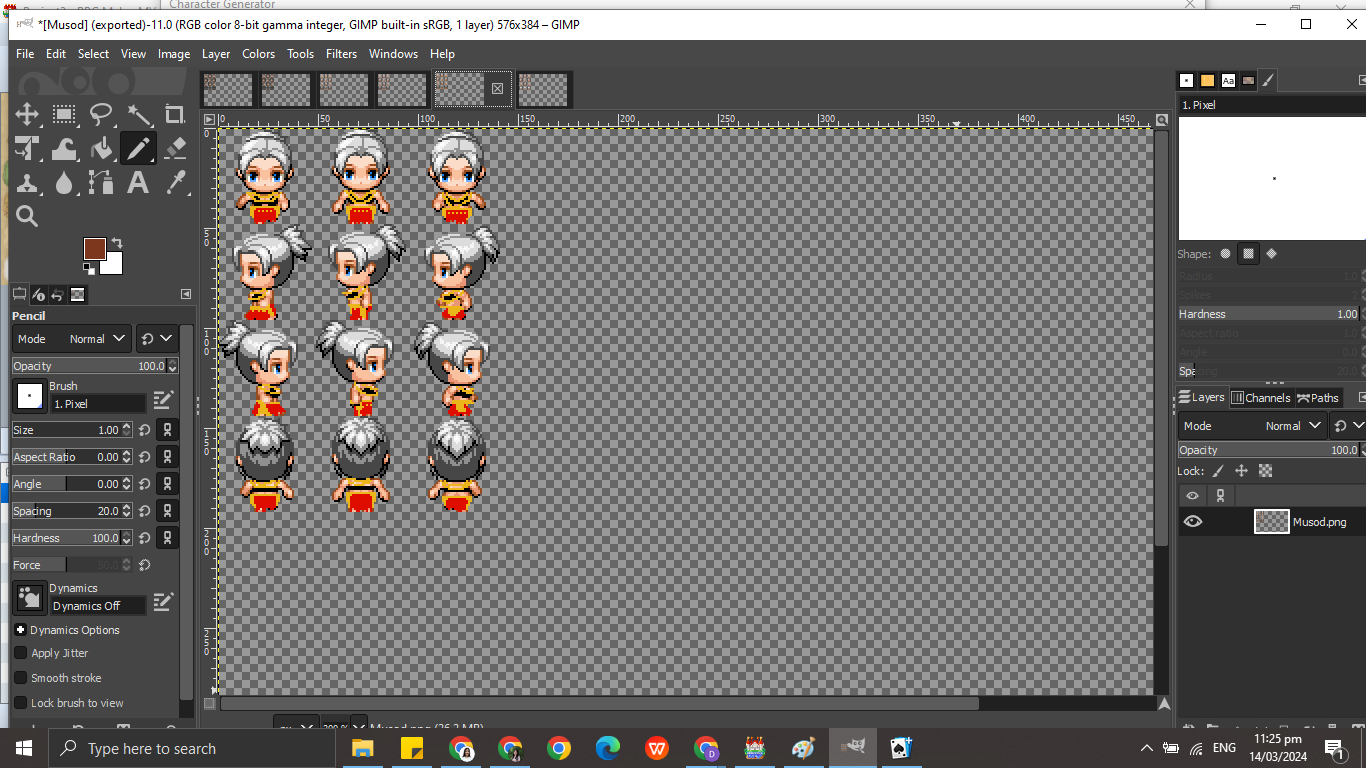 Character Generator
*[Musod] (exported)-11.0 (RGB color 8-bit gamma integer, GIMP built-in sRGB, 1 layer) 576x384 – GIMP
File Edit Select View Image Layer Colors Tools Filters Windows Help
0 50 100 150 200 250 300 350 400 450
50
100
150
200
250
Pencil
Mode Normal
Opacity 100.0
Brush
1. Pixel
Size 1.00
Aspect Ratio 0.00
Angle 0.00
Spacing 20.0
Hardness 100.0
Force 50.0
Dynamics
Dynamics Off
Dynamics Options
Apply Jitter
Smooth stroke
Lock brush to view
Aa
1. Pixel
Shape:
Radius 1.0
Spikes
Hardness 1.00
Aspect ratio 1.0
Angle 0.0
Spacing 20.0
Layers Channels Paths
Mode Normal
Opacity 100.0
Lock:
Musod.png
px 200 % Musod.png (26.2 MB)
Type here to search
ENG
11:25 pm
14/03/2024
1